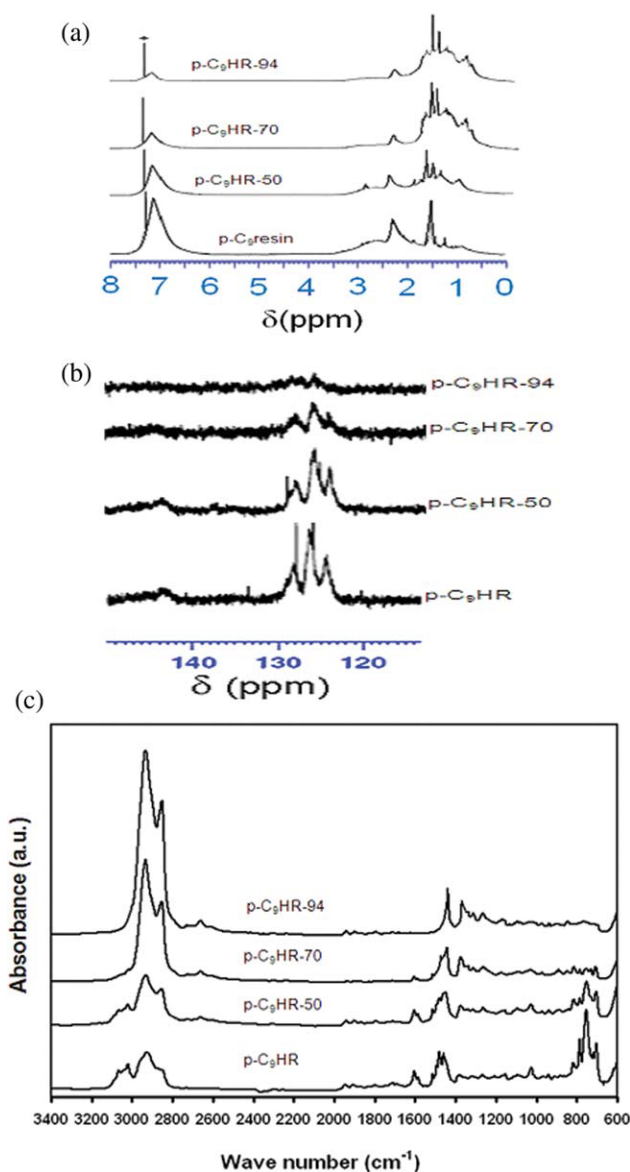 (a)
p-C₉HR-94
p-C₉HR-70
p-C₉HR-50
p-C₉resin
8 7 6 5 4 3 2 1 0
δ(ppm)
(b)
p-C₉HR-94
p-C₉HR-70
p-C₉HR-50
p-C₉HR
140 130 120
δ (ppm)
(c)
Absorbance (a.u.)
p-C₉HR-94
p-C₉HR-70
p-C₉HR-50
p-C₉HR
3400 3200 3000 2800 2600 2400 2200 2000 1800 1600 1400 1200 1000 800 600
Wave number (cm⁻¹)